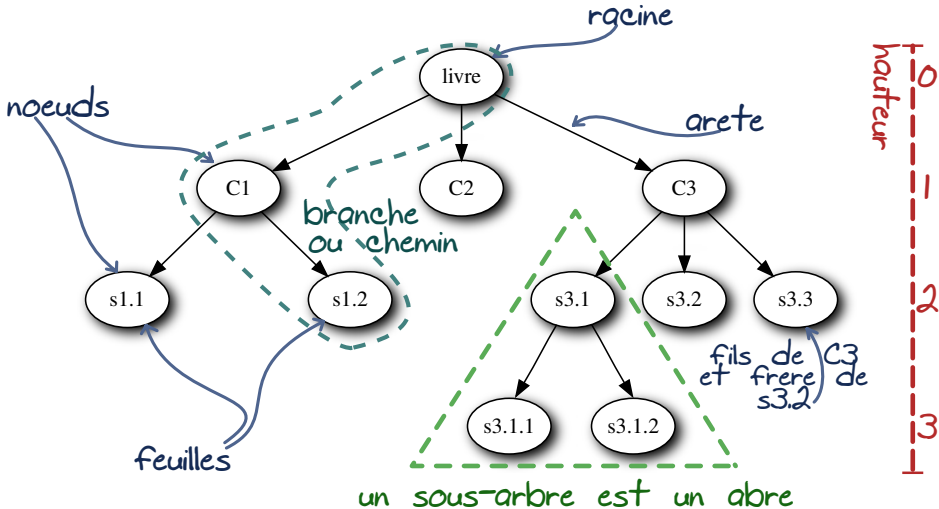 racine
livre
hauteur
0
noeuds
arete
C1
C2
C3
1
branche
ou chemin
s1.1
s1.2
s3.1
s3.2
s3.3
2
fils de C3
et frere de
s3.2
s3.1.1
s3.1.2
3
feuilles
un sous-arbre est un abre